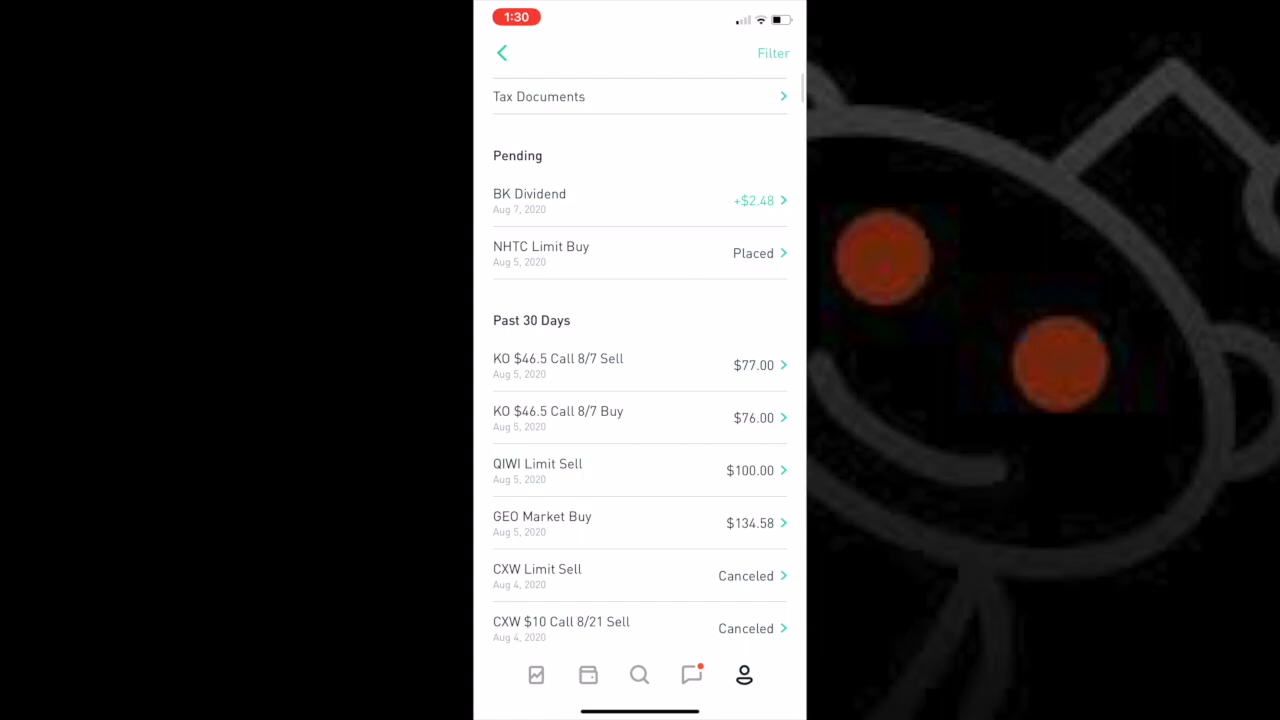 1:30
Filter
Tax Documents
Pending
BK Dividend
Aug 7, 2020
+$2.48
NHTC Limit Buy
Aug 5, 2020
Placed
Past 30 Days
KO $46.5 Call 8/7 Sell
Aug 5, 2020
$77.00
KO $46.5 Call 8/7 Buy
Aug 5, 2020
$76.00
QIWI Limit Sell
Aug 5, 2020
$100.00
GEO Market Buy
Aug 5, 2020
$134.58
CXW Limit Sell
Aug 4, 2020
Canceled
CXW $10 Call 8/21 Sell
Aug 4, 2020
Canceled